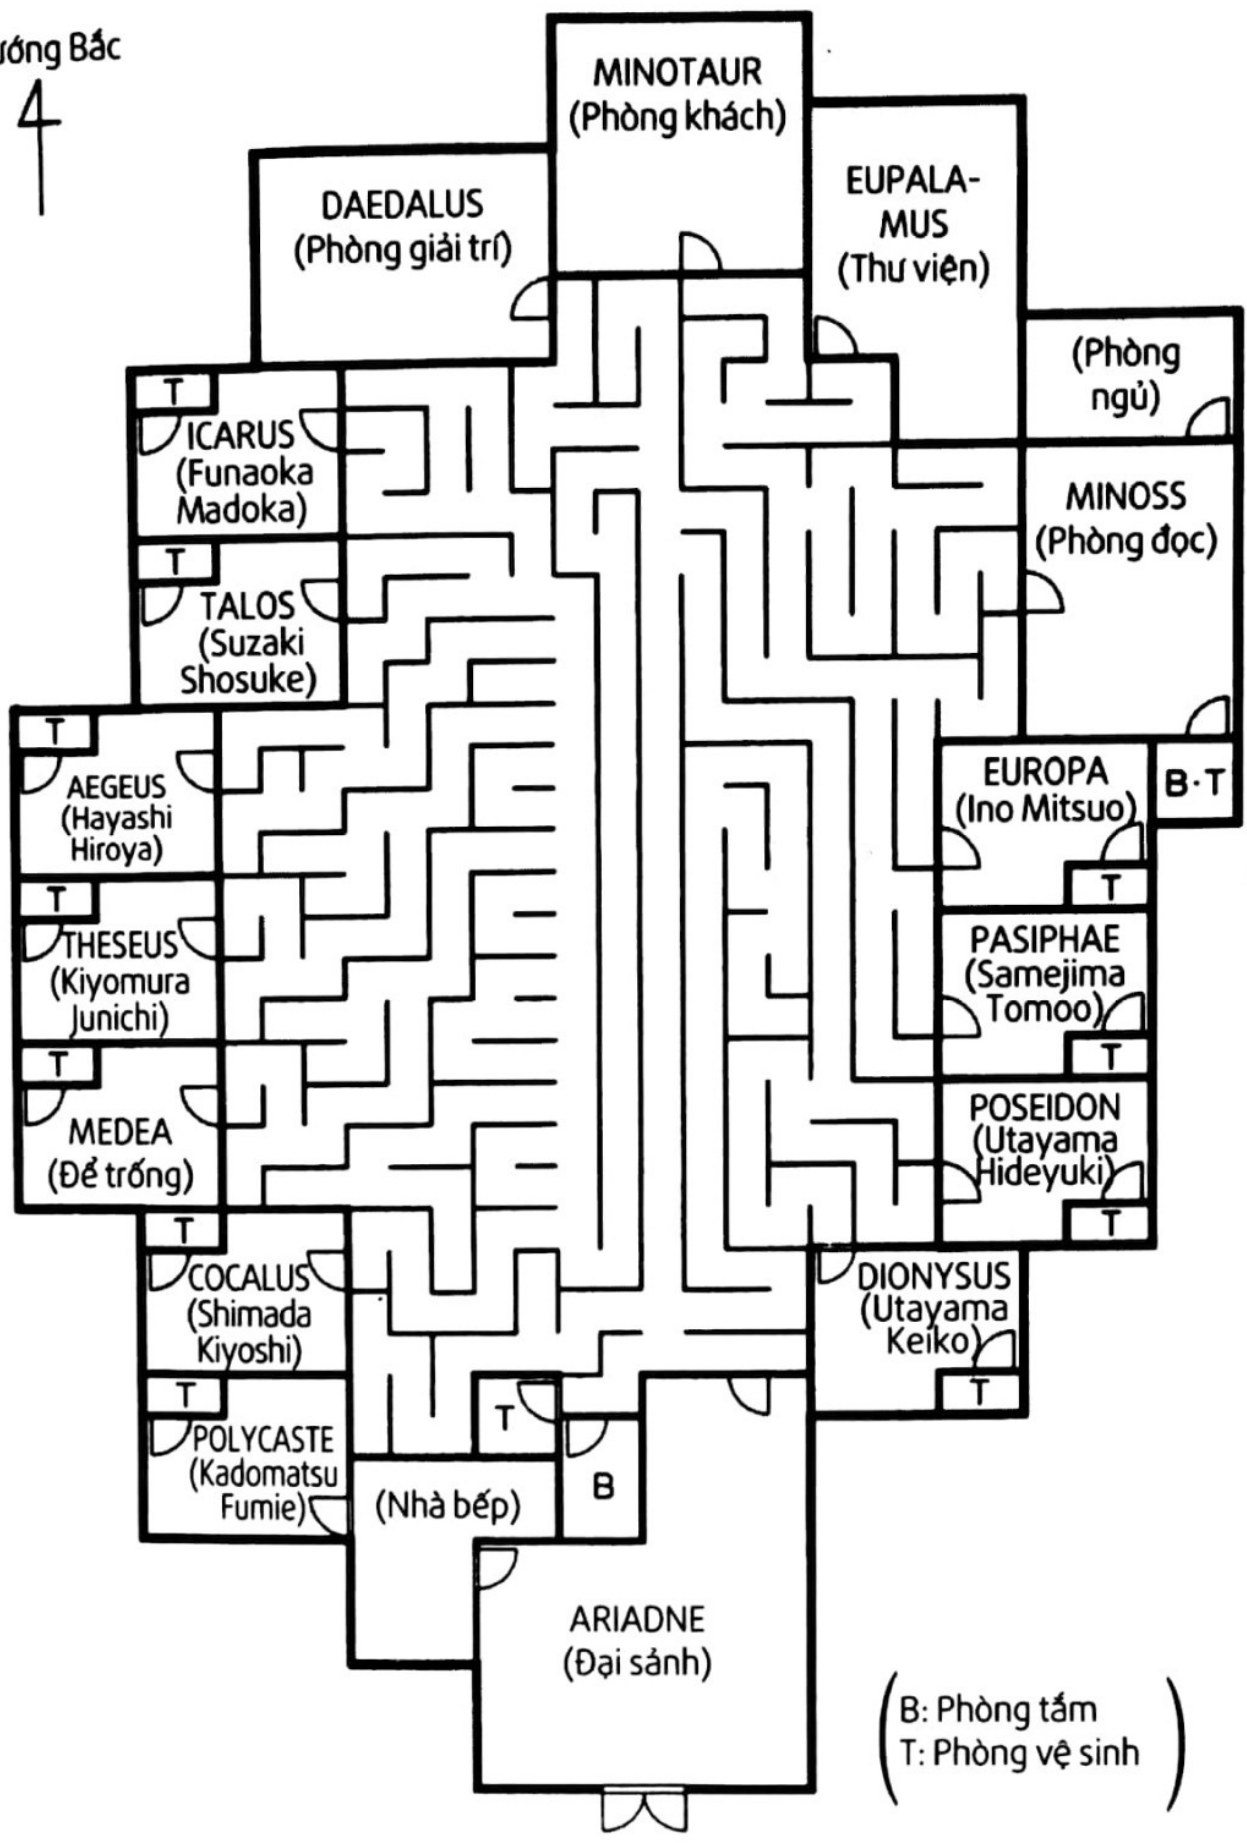 ướng Bắc
MINOTAUR
(Phòng khách)
EUPALA-
MUS
(Thư viện)
DAEDALUS
(Phòng giải trí)
(Phòng
ngủ)
T
ICARUS
(Funaoka
Madoka)
MINOSS
(Phòng đọc)
T
TALOS
(Suzaki
Shosuke)
T
AEGEUS
(Hayashi
Hiroya)
EUROPA
(Ino Mitsuo)
B·T
T
T
THESEUS
(Kiyomura
Junichi)
PASIPHAE
(Samejima
Tomoo)
T
T
MEDEA
(Để trống)
POSEIDON
(Utayama
Hideyuki)
T
T
COCALUS
(Shimada
Kiyoshi)
DIONYSUS
(Utayama
Keiko)
T
T
POLYCASTE
(Kadomatsu
Fumie)
T
B
(Nhà bếp)
ARIADNE
(Đại sảnh)
B: Phòng tắm
T: Phòng vệ sinh